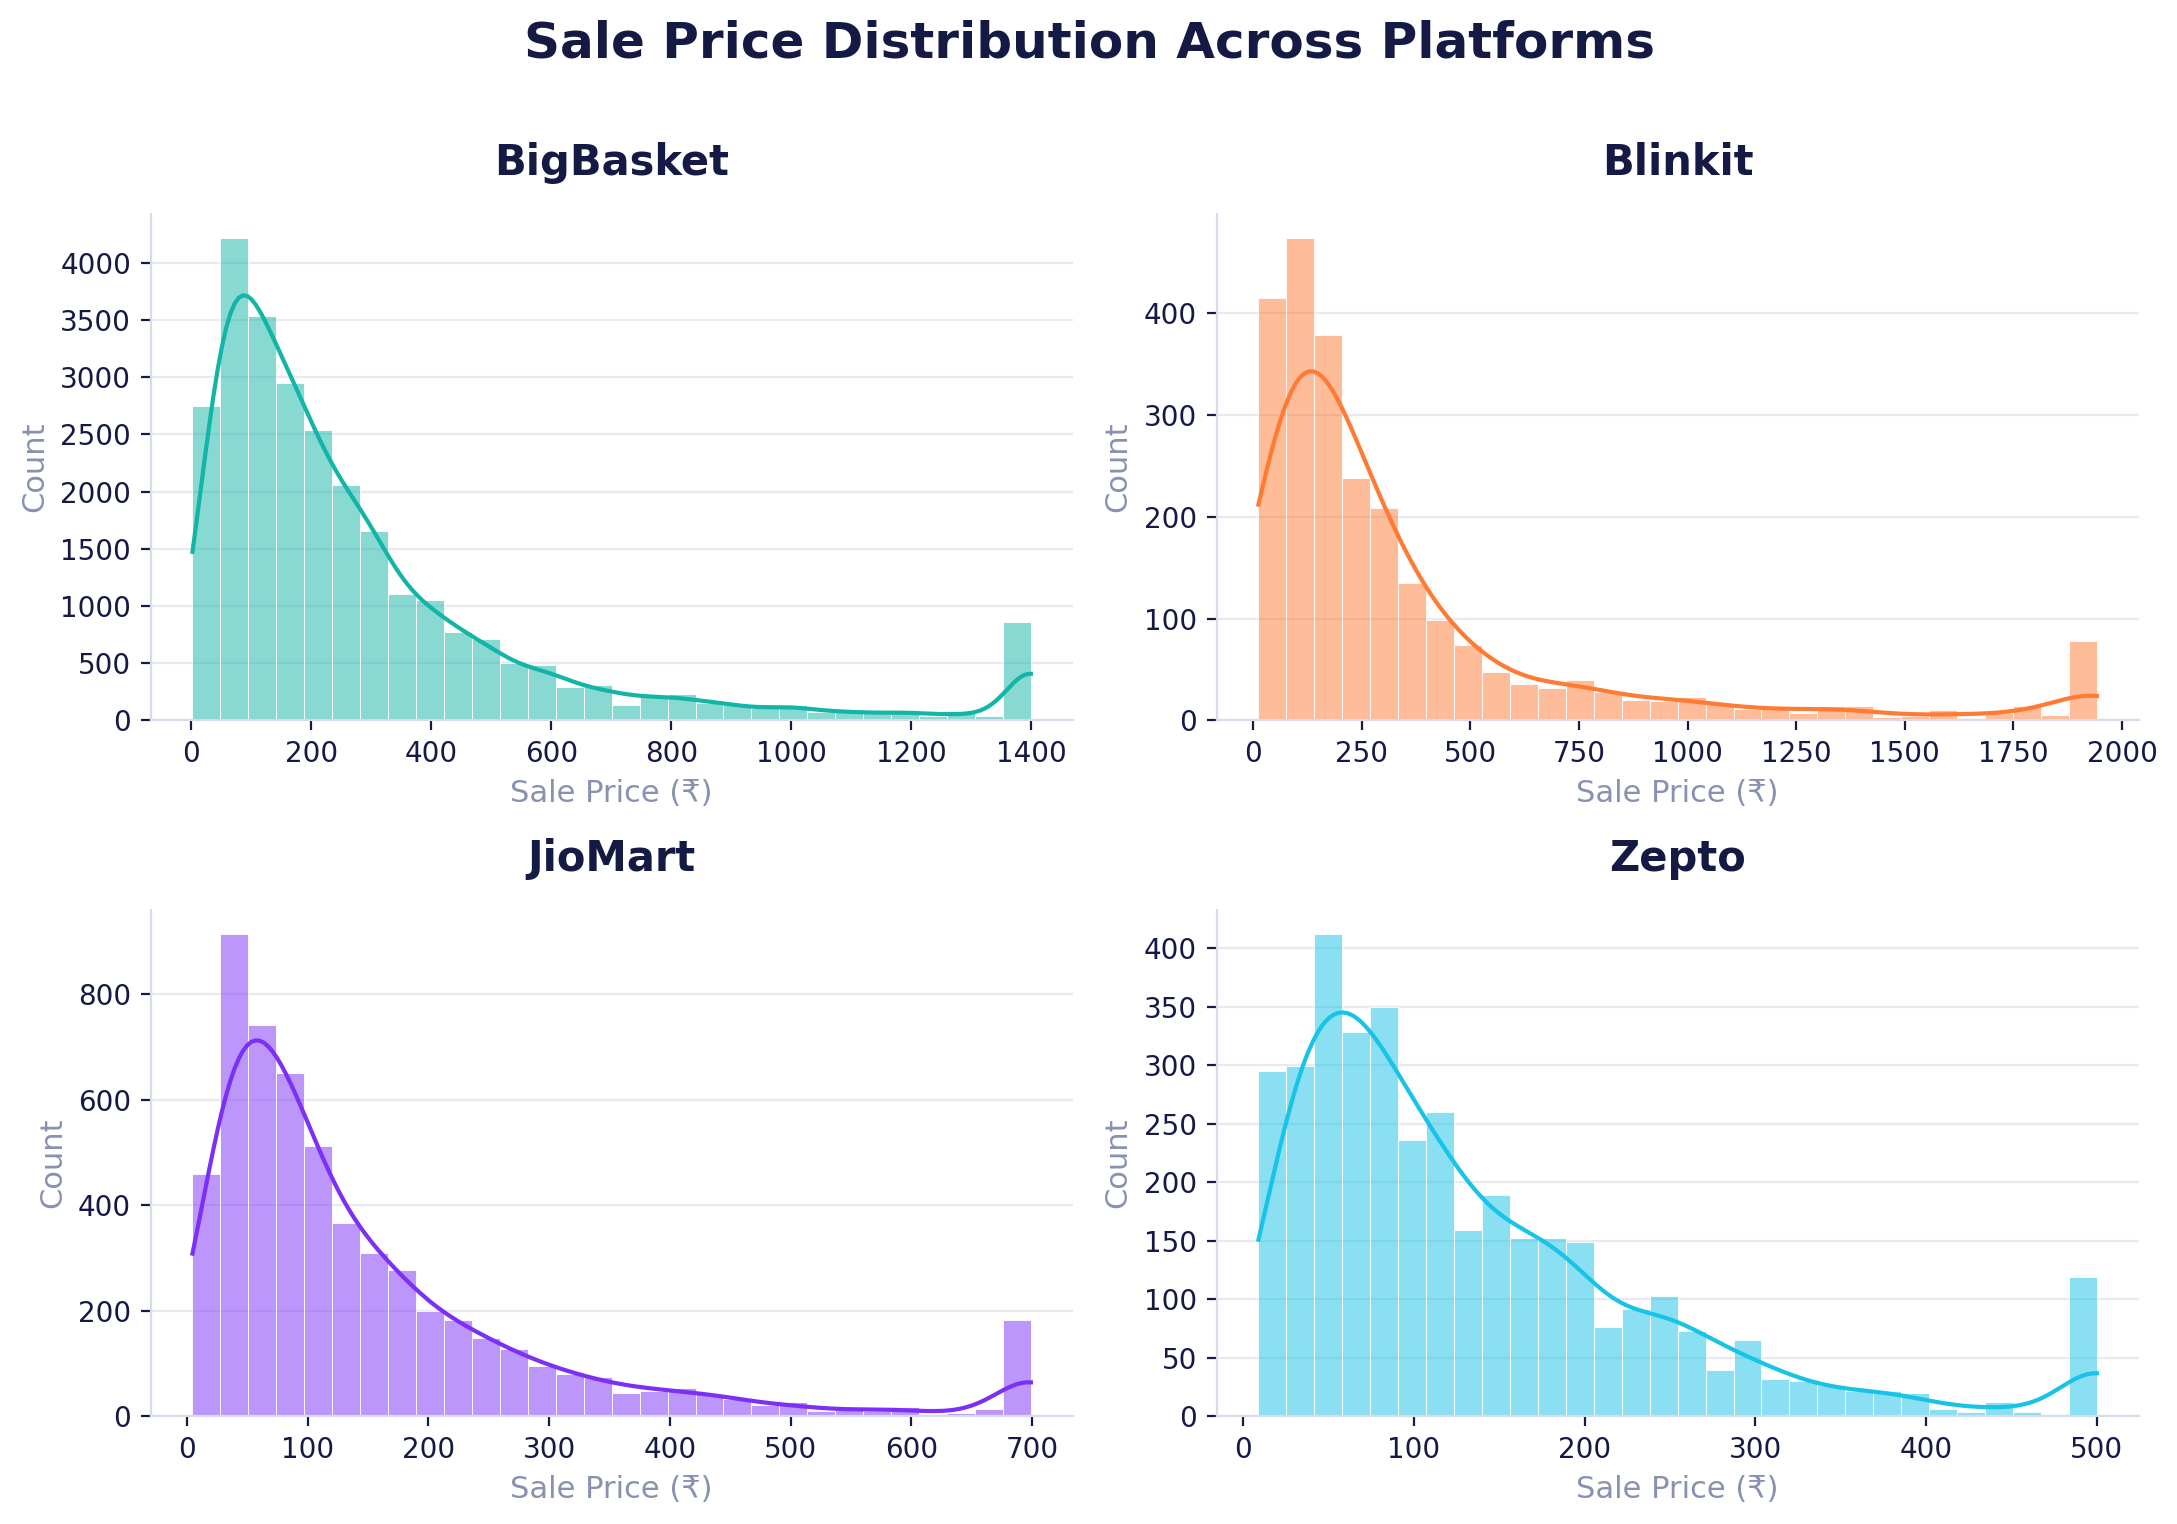 Sale Price Distribution Across Platforms
BigBasket
Count
4000
3500
3000
2500
2000
1500
1000
500
0
0 200 400 600 800 1000 1200 1400
Sale Price (₹)
Blinkit
Count
400
300
200
100
0
0 250 500 750 1000 1250 1500 1750 2000
Sale Price (₹)
JioMart
Count
800
600
400
200
0
0 100 200 300 400 500 600 700
Sale Price (₹)
Zepto
Count
400
350
300
250
200
150
100
50
0
0 100 200 300 400 500
Sale Price (₹)